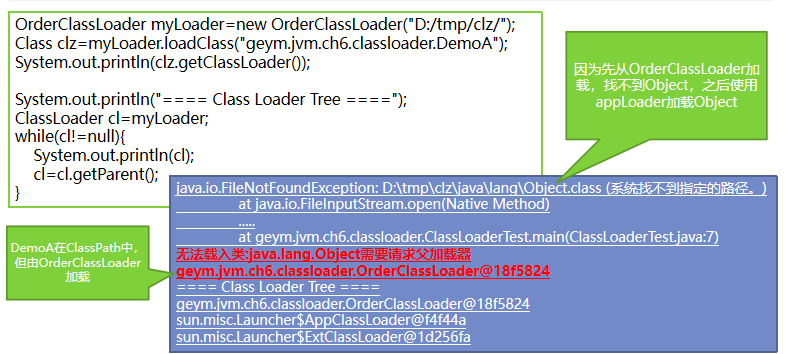 OrderClassLoader myLoader=new OrderClassLoader("D:/tmp/clz/");
Class clz=myLoader.loadClass("geym.jvm.ch6.classloader.DemoA");
System.out.println(clz.getClassLoader());
System.out.println("==== Class Loader Tree ====");
ClassLoader cl=myLoader;
while(cl!=null){
System.out.println(cl);
cl=cl.getParent();
}
因为先从OrderClassLoader加
载，找不到Object，之后使用
appLoader加载Object
java.io.FileNotFoundException: D:\tmp\clz\java\lang\Object.class (系统找不到指定的路径。)
at java.io.FileInputStream.open(Native Method)
.....
at geym.jvm.ch6.classloader.ClassLoaderTest.main(ClassLoaderTest.java:7)
无法载入类:java.lang.Object需要请求父加载器
geym.jvm.ch6.classloader.OrderClassLoader@18f5824
==== Class Loader Tree ====
geym.jvm.ch6.classloader.OrderClassLoader@18f5824
sun.misc.Launcher$AppClassLoader@f4f44a
sun.misc.Launcher$ExtClassLoader@1d256fa
DemoA在ClassPath中，
但由OrderClassLoader
加载